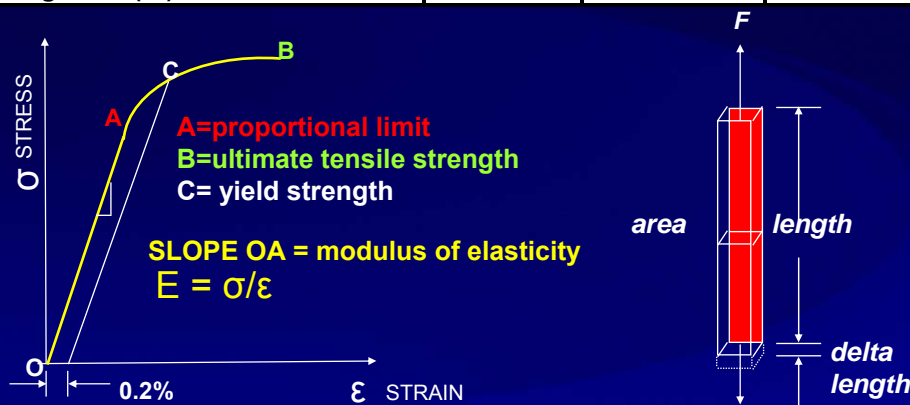 B
C
A
σ STRESS
A=proportional limit
B=ultimate tensile strength
C= yield strength
SLOPE OA = modulus of elasticity
E = σ/ε
O
0.2%
ε STRAIN
F
area
length
delta
length